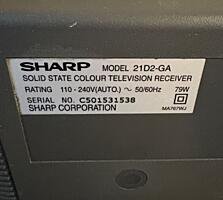 SHARP MODEL 21D2-GA
SOLID STATE COLOUR TELEVISION RECEIVER
RATING 110 - 240V(AUTO.) ~ 50/60Hz 79W
SERIAL NO. C501531538
SHARP CORPORATION MA767WJ